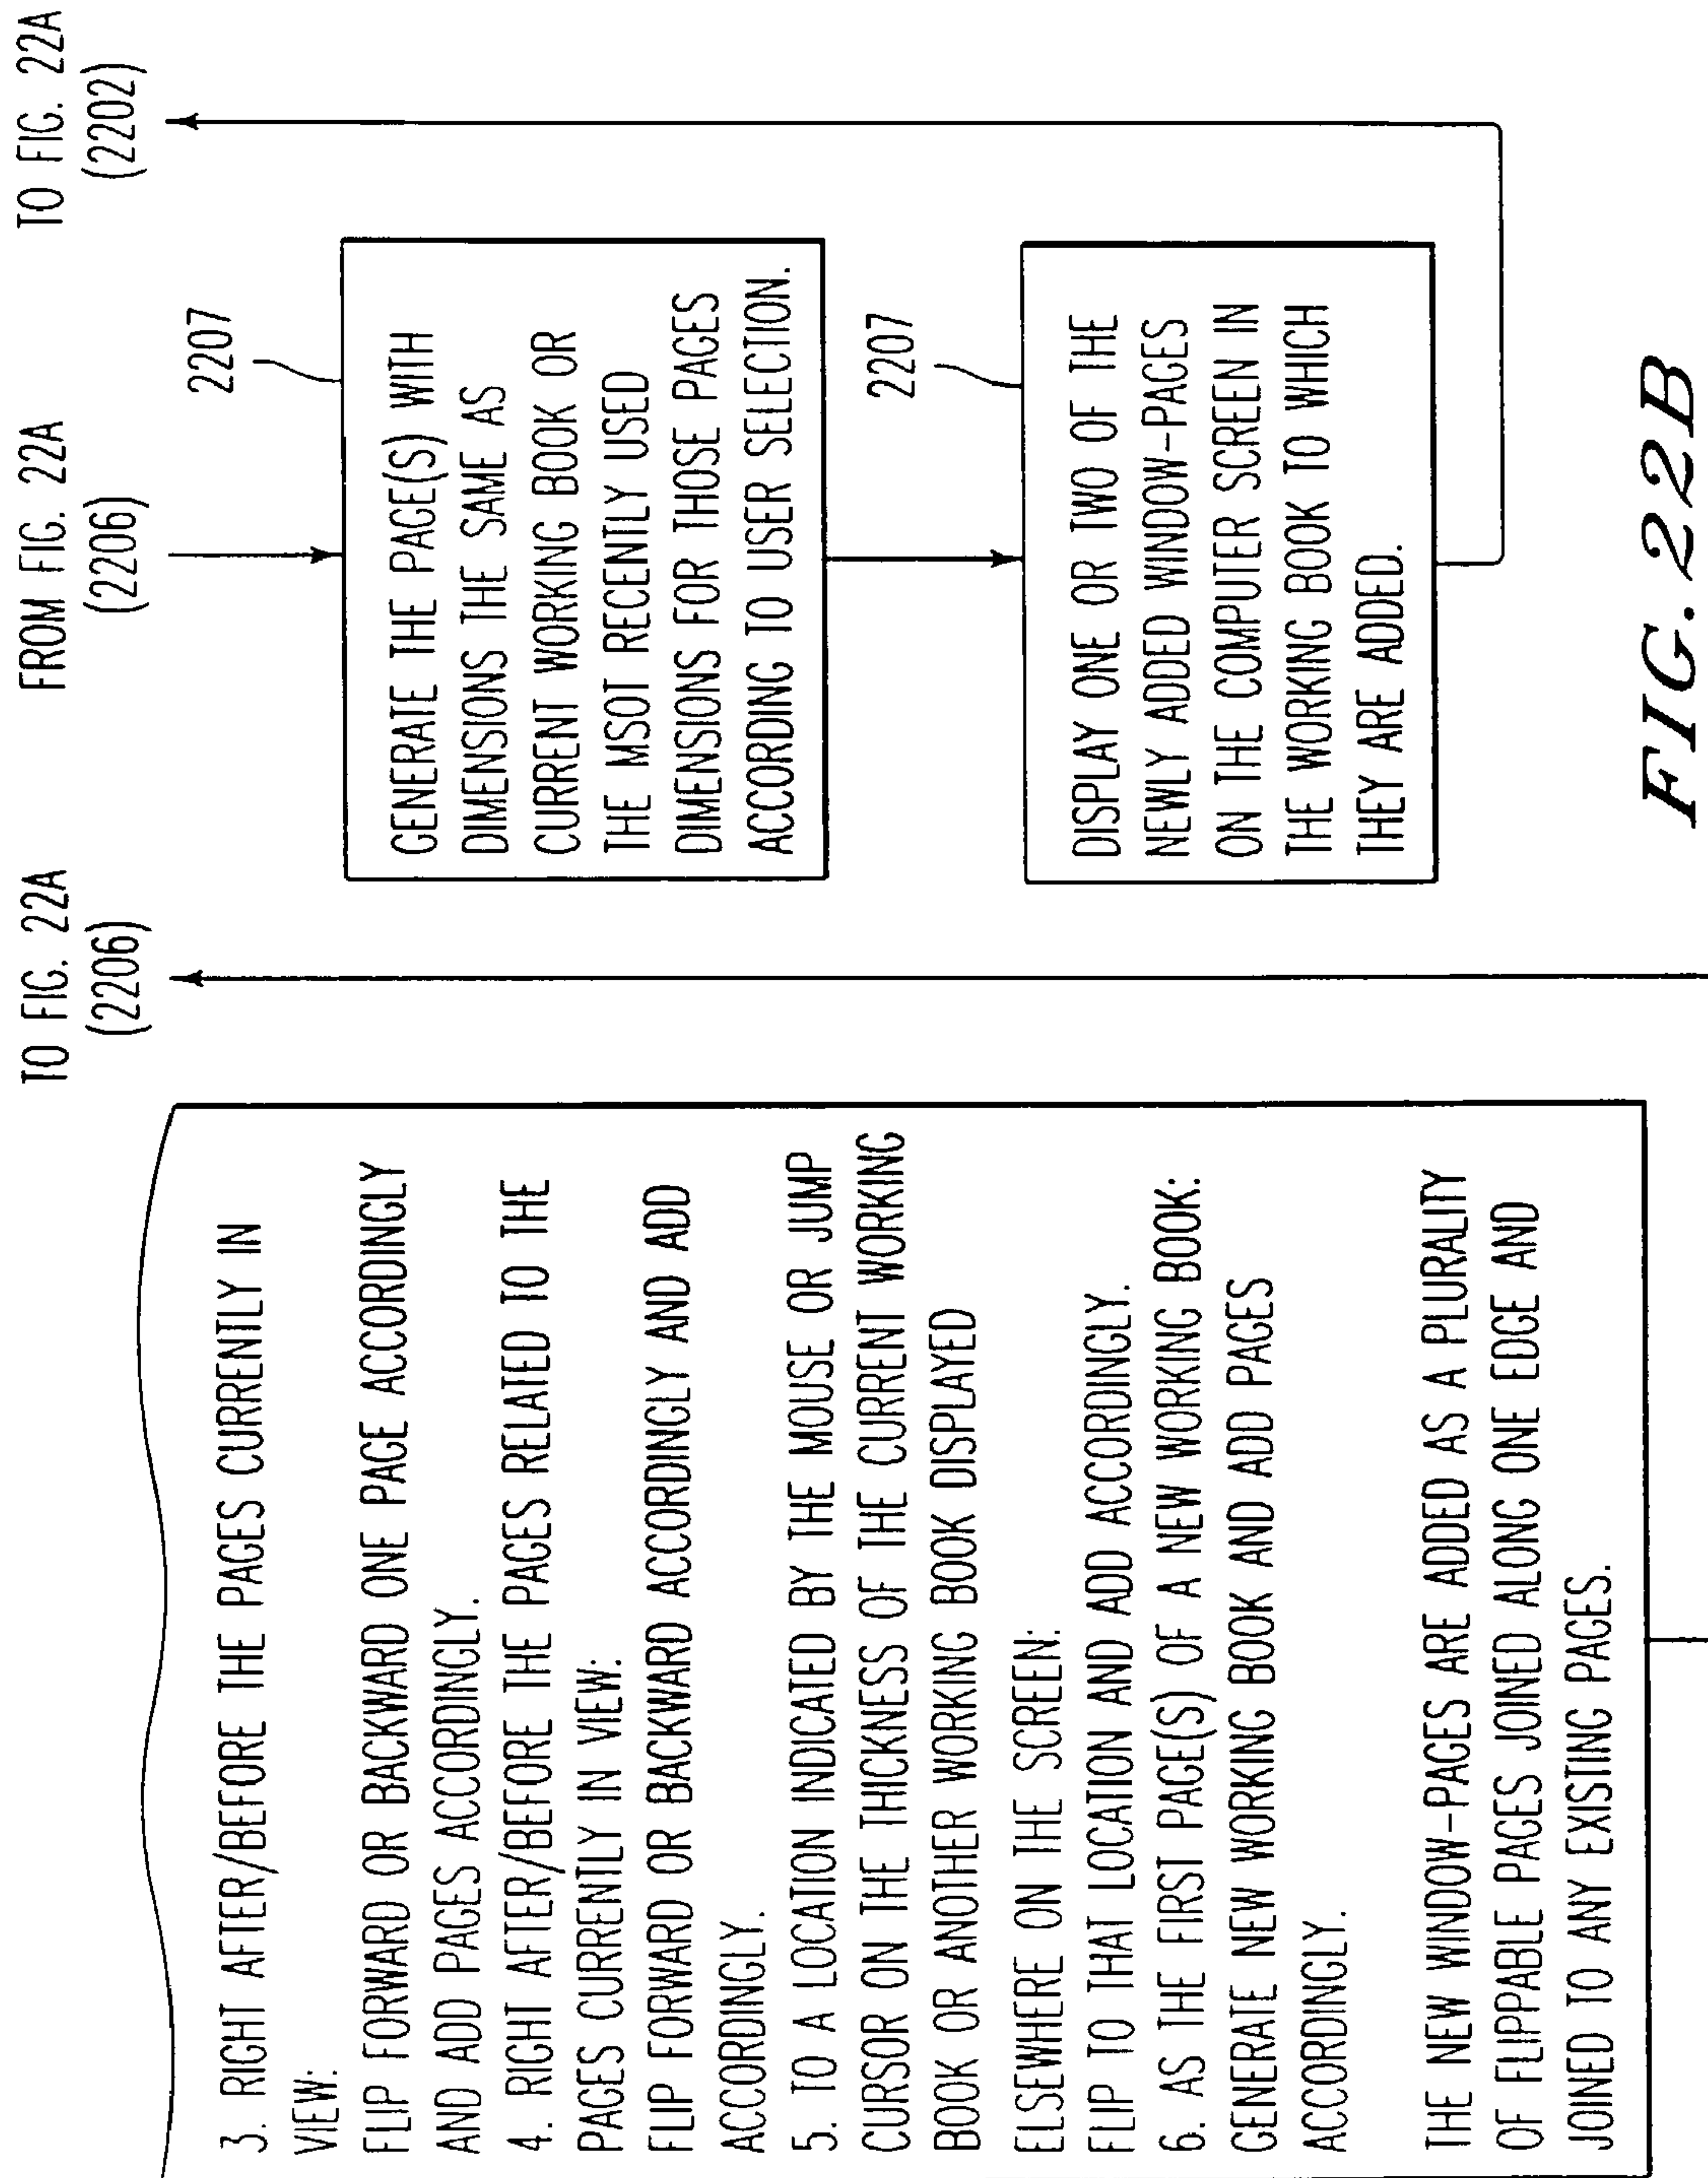 TO FIG. 22A
(2206)
3. RIGHT AFTER/BEFORE THE PAGES CURRENTLY IN
VIEW:
FLIP FORWARD OR BACKWARD ONE PAGE ACCORDINGLY
AND ADD PAGES ACCORDINGLY.
4. RIGHT AFTER/BEFORE THE PAGES RELATED TO THE
PAGES CURRENTLY IN VIEW:
FLIP FORWARD OR BACKWARD ACCORDINGLY AND ADD
ACCORDINGLY.
5. TO A LOCATION INDICATED BY THE MOUSE OR JUMP
CURSOR ON THE THICKNESS OF THE CURRENT WORKING
BOOK OR ANOTHER WORKING BOOK DISPLAYED
ELSEWHERE ON THE SCREEN:
FLIP TO THAT LOCATION AND ADD ACCORDINGLY.
6. AS THE FIRST PAGE(S) OF A NEW WORKING BOOK:
GENERATE NEW WORKING BOOK AND ADD PAGES
ACCORDINGLY.
THE NEW WINDOW-PAGES ARE ADDED AS A PLURALITY
OF FLIPPABLE PAGES JOINED ALONG ONE EDGE AND
JOINED TO ANY EXISTING PAGES.
FROM FIG. 22A
(2206)
2207
GENERATE THE PAGE(S) WITH
DIMENSIONS THE SAME AS
CURRENT WORKING BOOK OR
THE MSOT RECENTLY USED
DIMENSIONS FOR THOSE PAGES
ACCORDING TO USER SELECTION.
2207
DISPLAY ONE OR TWO OF THE
NEWLY ADDED WINDOW-PAGES
ON THE COMPUTER SCREEN IN
THE WORKING BOOK TO WHICH
THEY ARE ADDED.
TO FIG. 22A
(2202)
FIG. 22B